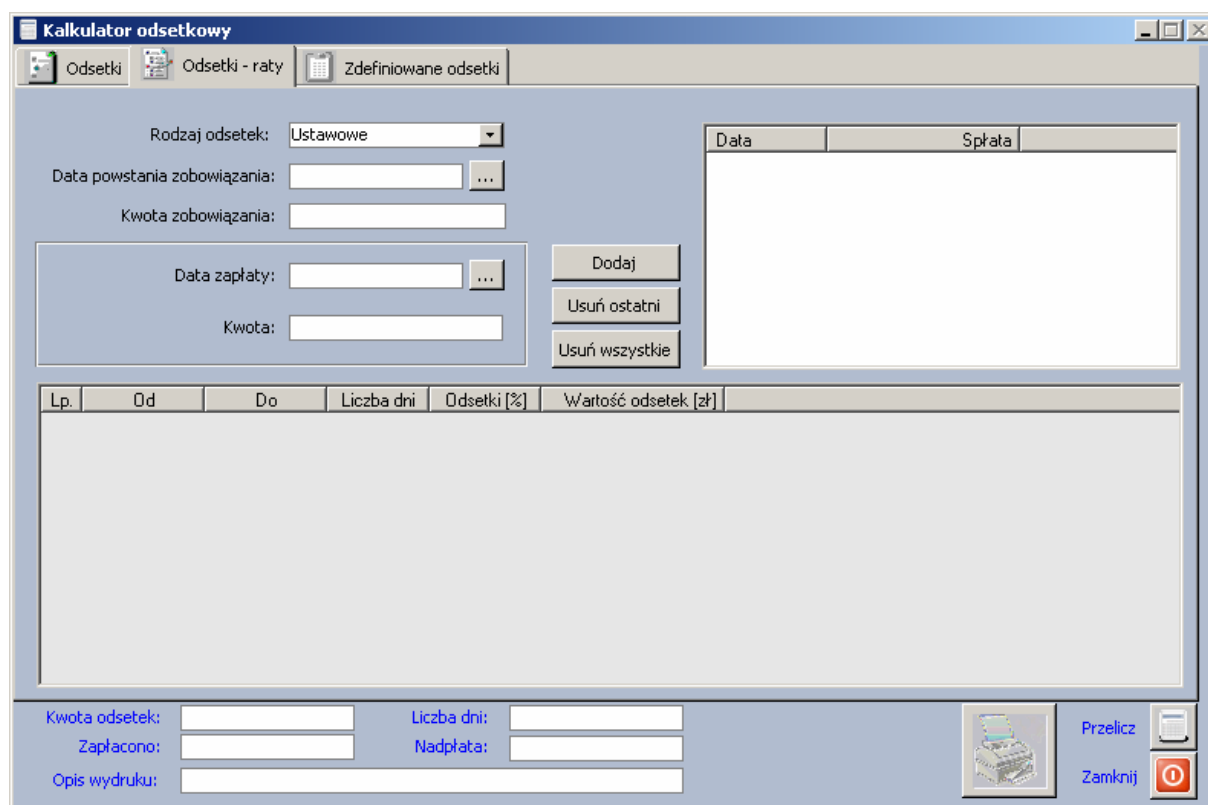 Kalkulator odsetkowy
Odsetki Odsetki - raty Zdefiniowane odsetki
Rodzaj odsetek: Ustawowe
Data powstania zobowiązania: ...
Kwota zobowiązania:
Data zapłaty: ...
Kwota:
Dodaj
Usuń ostatni
Usuń wszystkie
Data Spłata
Lp. Od Do Liczba dni Odsetki [%] Wartość odsetek [zł]
Kwota odsetek: Liczba dni:
Zapłacono: Nadpłata:
Opis wydruku:
Przelicz
Zamknij